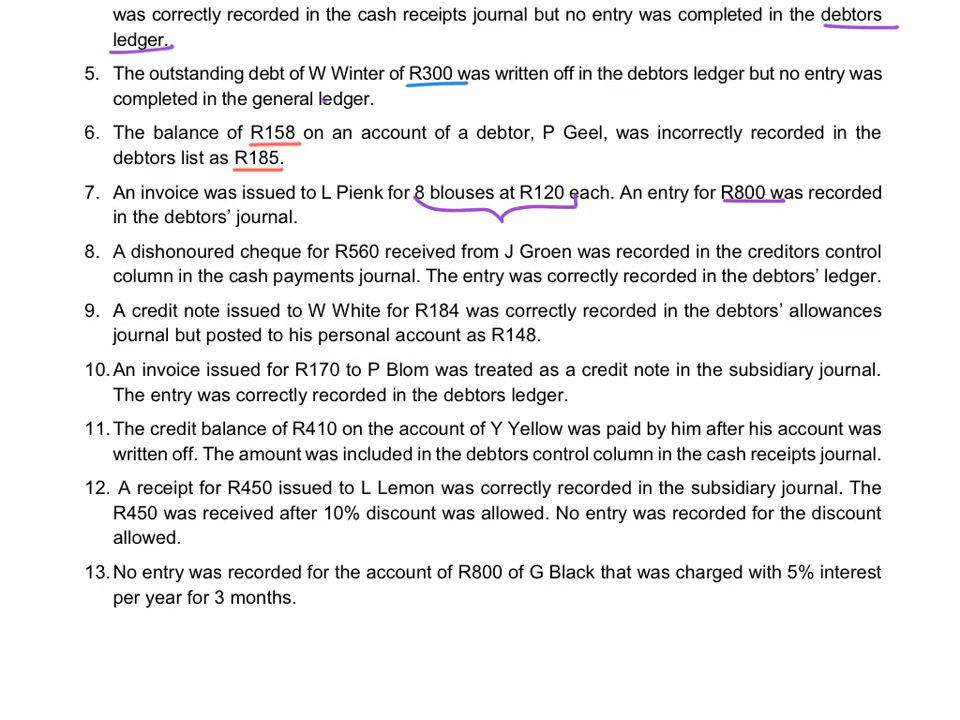 was correctly recorded in the cash receipts journal but no entry was completed in the debtors
ledger.
5. The outstanding debt of W Winter of R300 was written off in the debtors ledger but no entry was
completed in the general ledger.
6. The balance of R158 on an account of a debtor, P Geel, was incorrectly recorded in the
debtors list as R185.
7. An invoice was issued to L Pienk for 8 blouses at R120 each. An entry for R800 was recorded
in the debtors’ journal.
8. A dishonoured cheque for R560 received from J Groen was recorded in the creditors control
column in the cash payments journal. The entry was correctly recorded in the debtors’ ledger.
9. A credit note issued to W White for R184 was correctly recorded in the debtors’ allowances
journal but posted to his personal account as R148.
10. An invoice issued for R170 to P Blom was treated as a credit note in the subsidiary journal.
The entry was correctly recorded in the debtors ledger.
11. The credit balance of R410 on the account of Y Yellow was paid by him after his account was
written off. The amount was included in the debtors control column in the cash receipts journal.
12. A receipt for R450 issued to L Lemon was correctly recorded in the subsidiary journal. The
R450 was received after 10% discount was allowed. No entry was recorded for the discount
allowed.
13. No entry was recorded for the account of R800 of G Black that was charged with 5% interest
per year for 3 months.